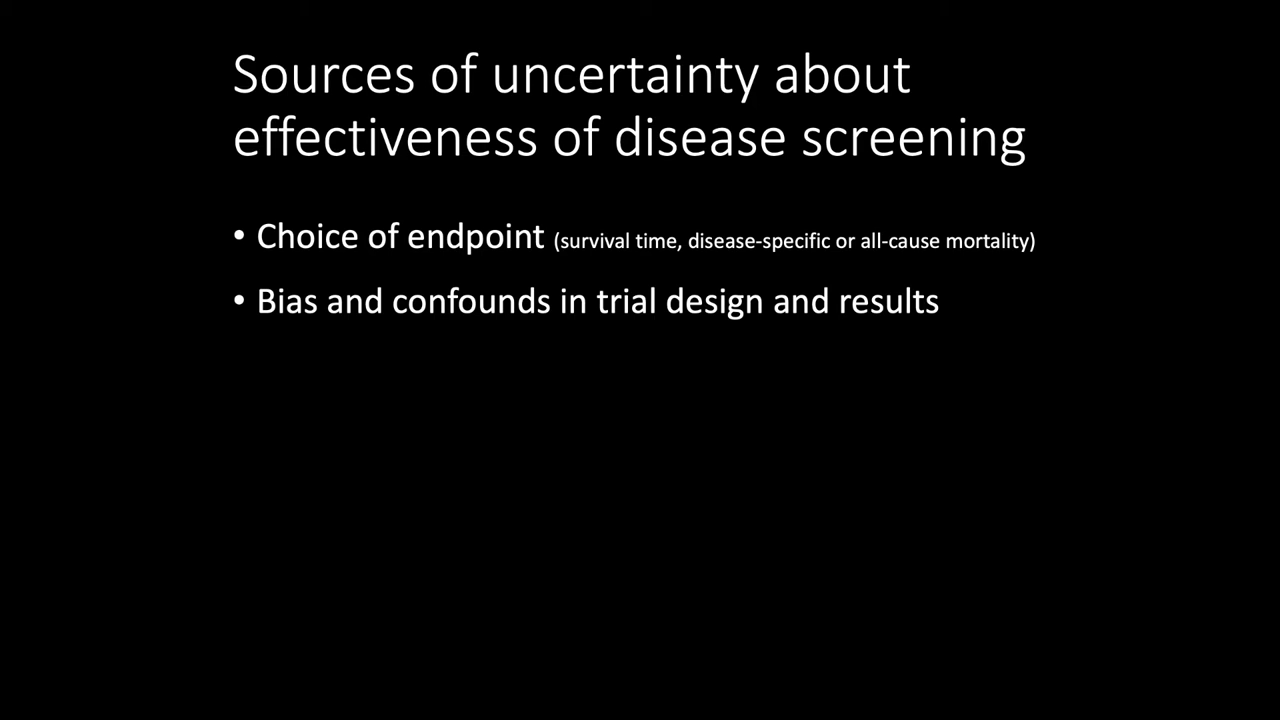 Sources of uncertainty about
effectiveness of disease screening
• Choice of endpoint (survival time, disease-specific or all-cause mortality)
• Bias and confounds in trial design and results